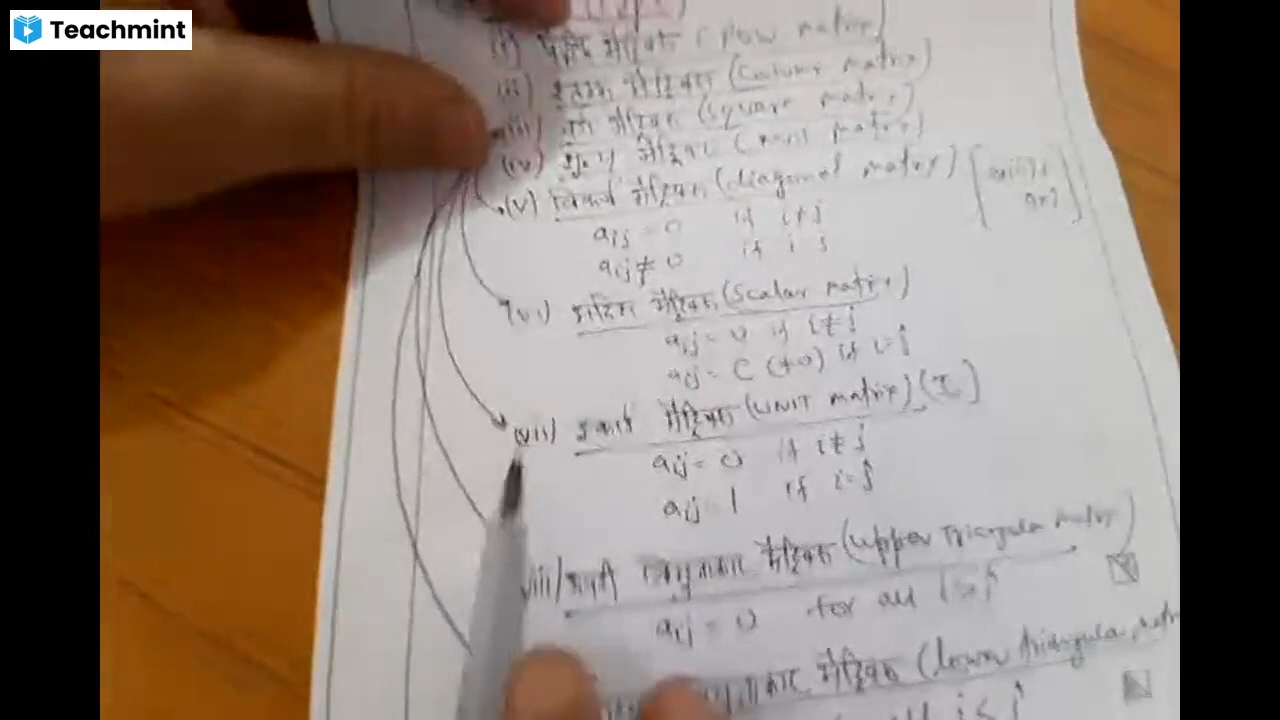 Teachmint
(i) पंक्ति मैट्रिक्स (Row matrix)
(ii) स्तम्भ मैट्रिक्स (Column matrix)
(iii) वर्ग मैट्रिक्स (Square matrix)
(iv) शून्य मैट्रिक्स (matrix)
(v) विकर्ण मैट्रिक्स (diagonal matrix)
aij = 0 if i≠j
aij ≠ 0 if i j
(vi) अदिश मैट्रिक्स (Scalar matrix)
aij = 0 if i≠j
aij = C (≠0) if i=j
(vii) इकाई मैट्रिक्स (UNIT matrix) (I)
aij = 0 if i≠j
aij = 1 if i=j
viii) त्रिभुजाकार मैट्रिक्स (Upper Triangular matrix)
aij = 0 for all i>j
मैट्रिक्स (Lower Triangular matri
i < j